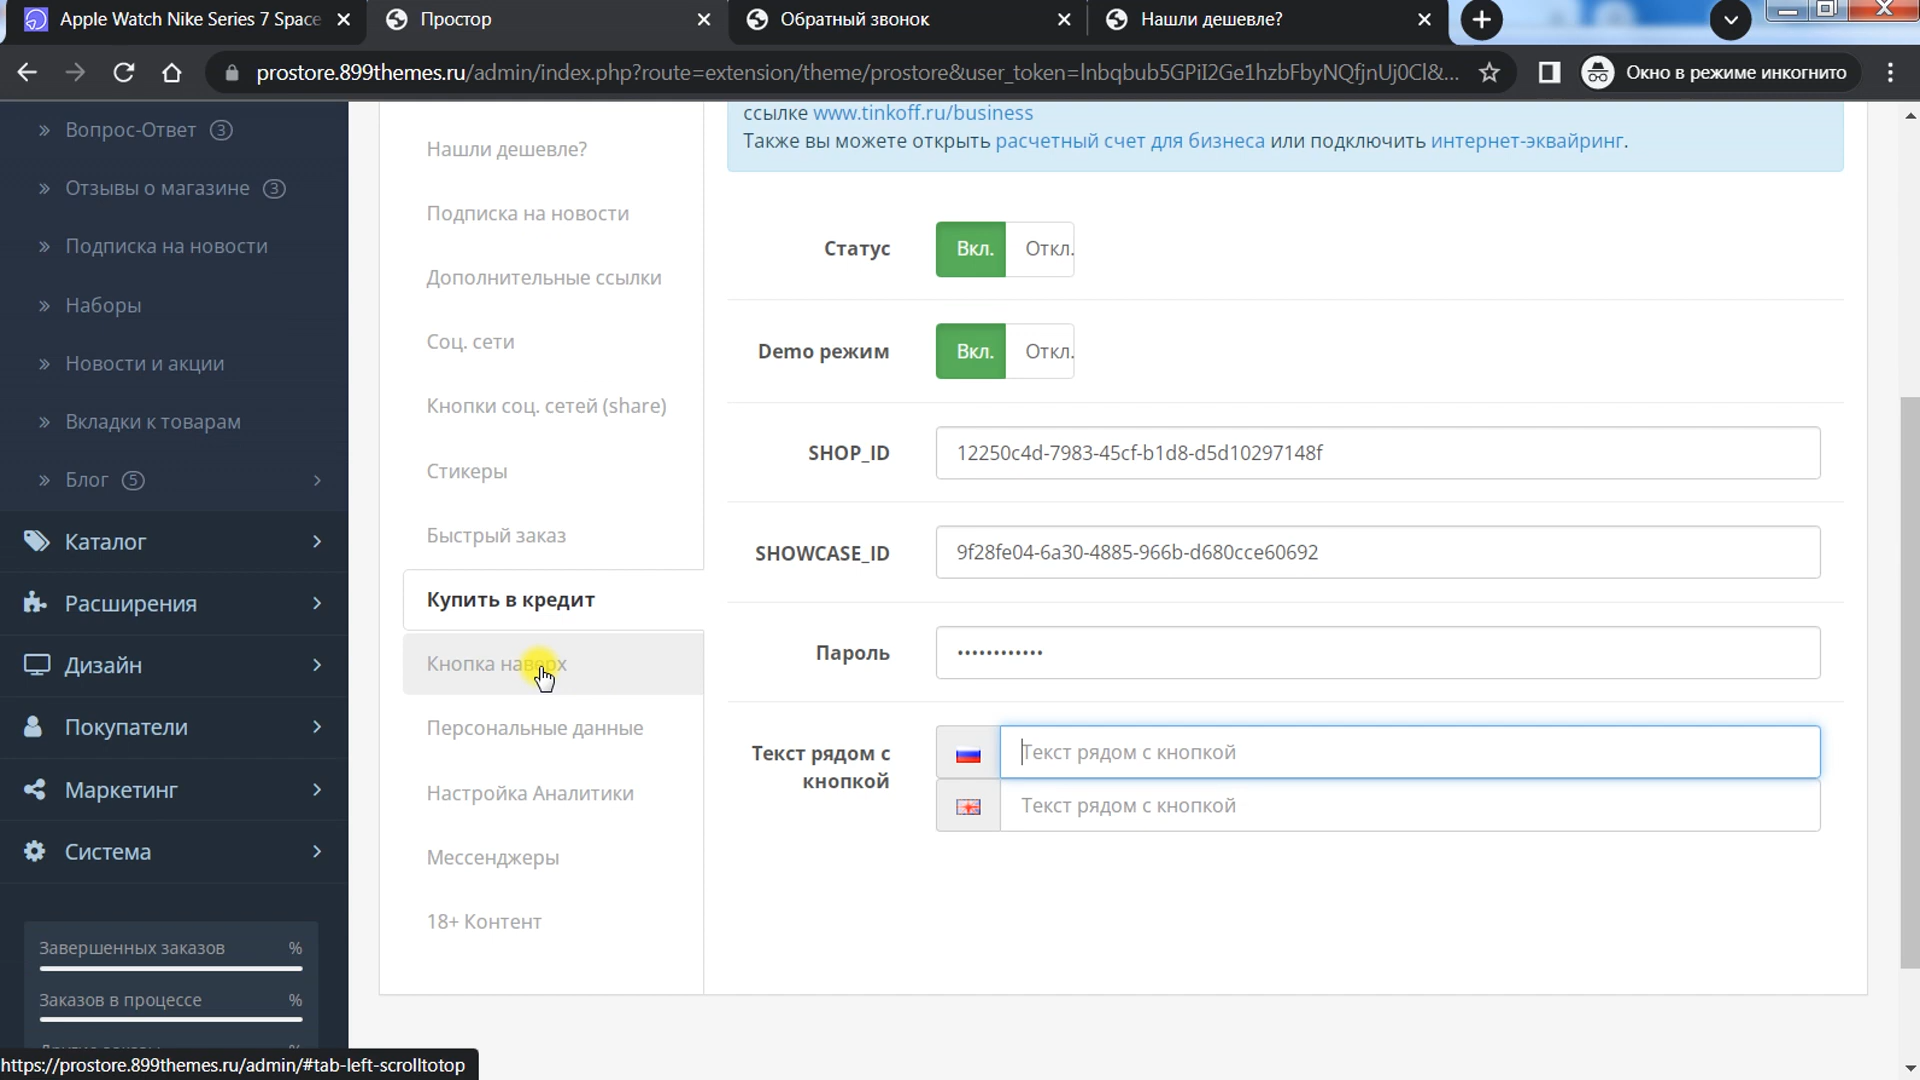 Apple Watch Nike Series 7 Space
Простор
Обратный звонок
Нашли дешевле?
prostore.899themes.ru/admin/index.php?route=extension/theme/prostore&user_token=lnbqbub5GPiI2Ge1hzbFbyNQfjnUj0Cl&...
Окно в режиме инкогнито
Вопрос-Ответ 3
Отзывы о магазине 3
Подписка на новости
Наборы
Новости и акции
Вкладки к товарам
Блог 5
Каталог
Расширения
Дизайн
Покупатели
Маркетинг
Система
Завершенных заказов %
Заказов в процессе %
https://prostore.899themes.ru/admin/#tab-left-scrolltotop
Нашли дешевле?
Подписка на новости
Дополнительные ссылки
Соц. сети
Кнопки соц. сетей (share)
Стикеры
Быстрый заказ
Купить в кредит
Кнопка наверх
Персональные данные
Настройка Аналитики
Мессенджеры
18+ Контент
ссылке www.tinkoff.ru/business
Также вы можете открыть расчетный счет для бизнеса или подключить интернет-эквайринг.
Статус Вкл. Откл.
Demo режим Вкл. Откл.
SHOP_ID 12250c4d-7983-45cf-b1d8-d5d10297148f
SHOWCASE_ID 9f28fe04-6a30-4885-966b-d680cce60692
Пароль ••••••••••••
Текст рядом с кнопкой
Текст рядом с кнопкой
Текст рядом с кнопкой